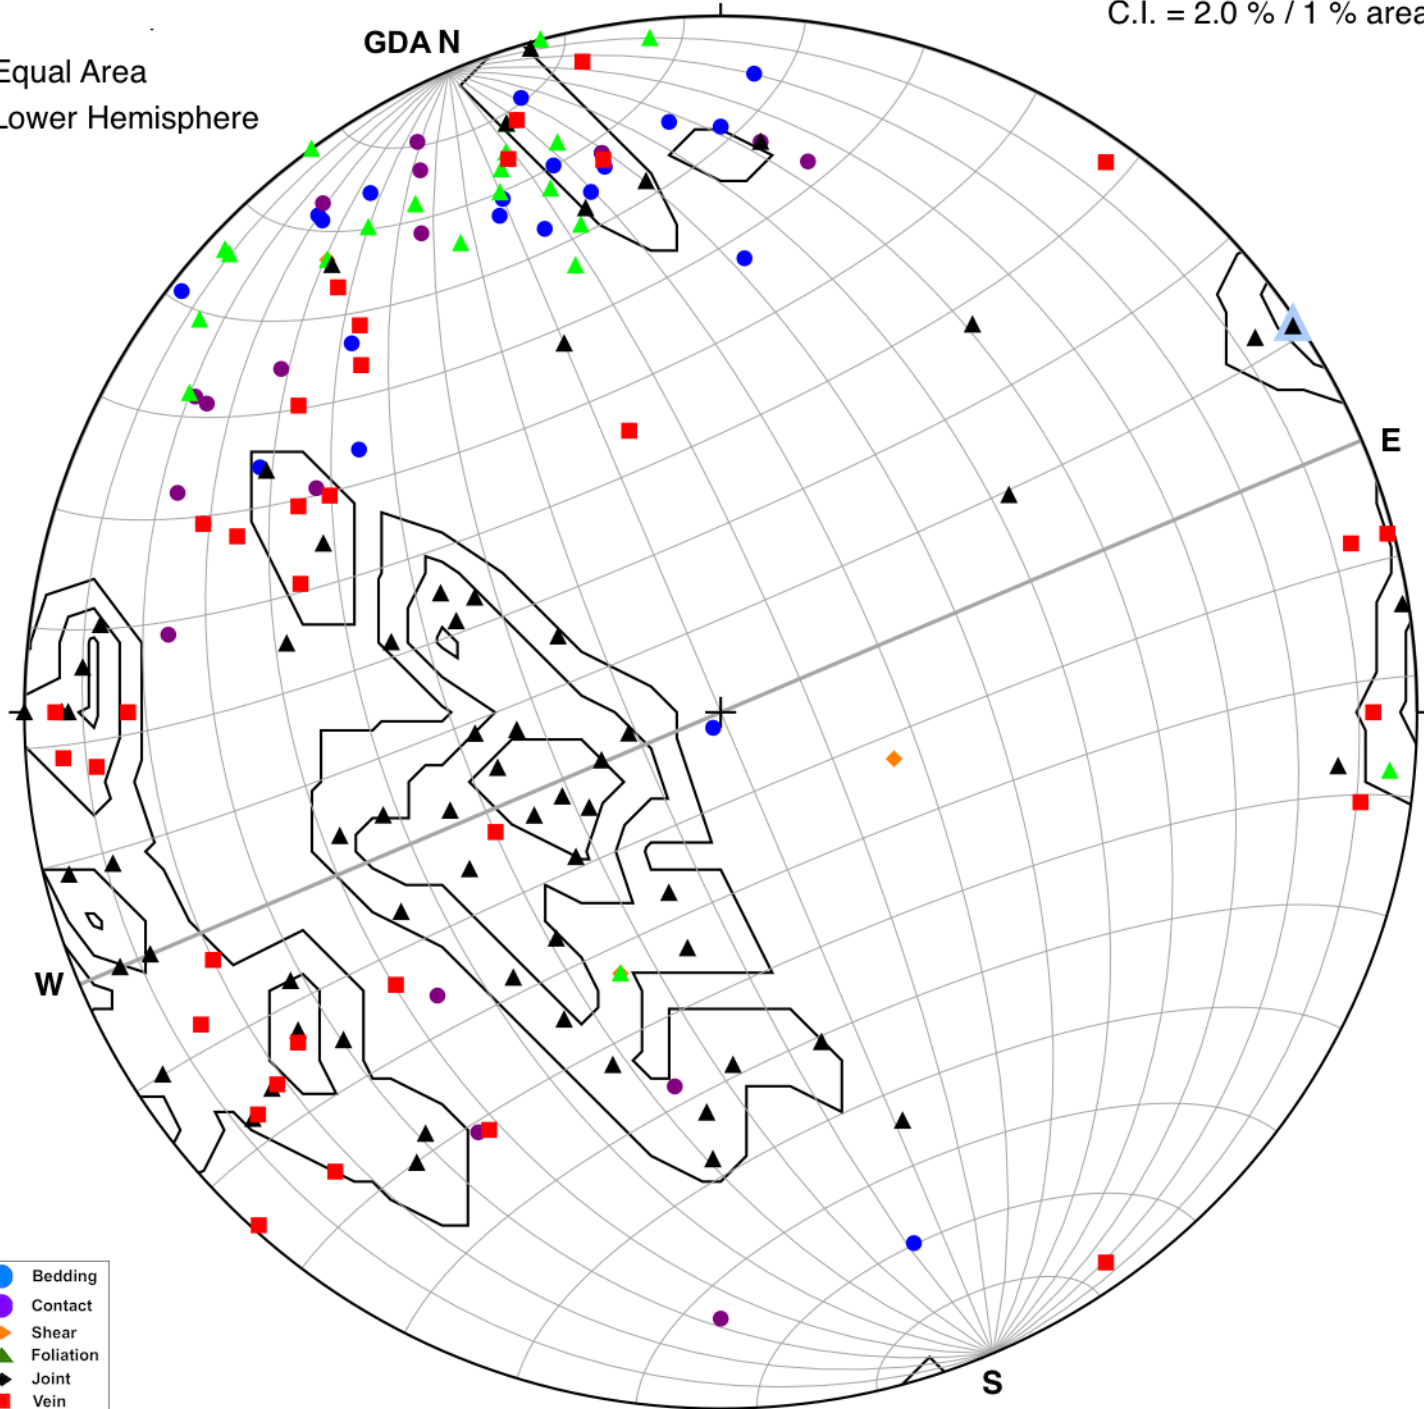 C.I. = 2.0 % / 1 % area
GDA N
Equal Area
Lower Hemisphere
E
W
S
Bedding
Contact
Shear
Foliation
Joint
Vein